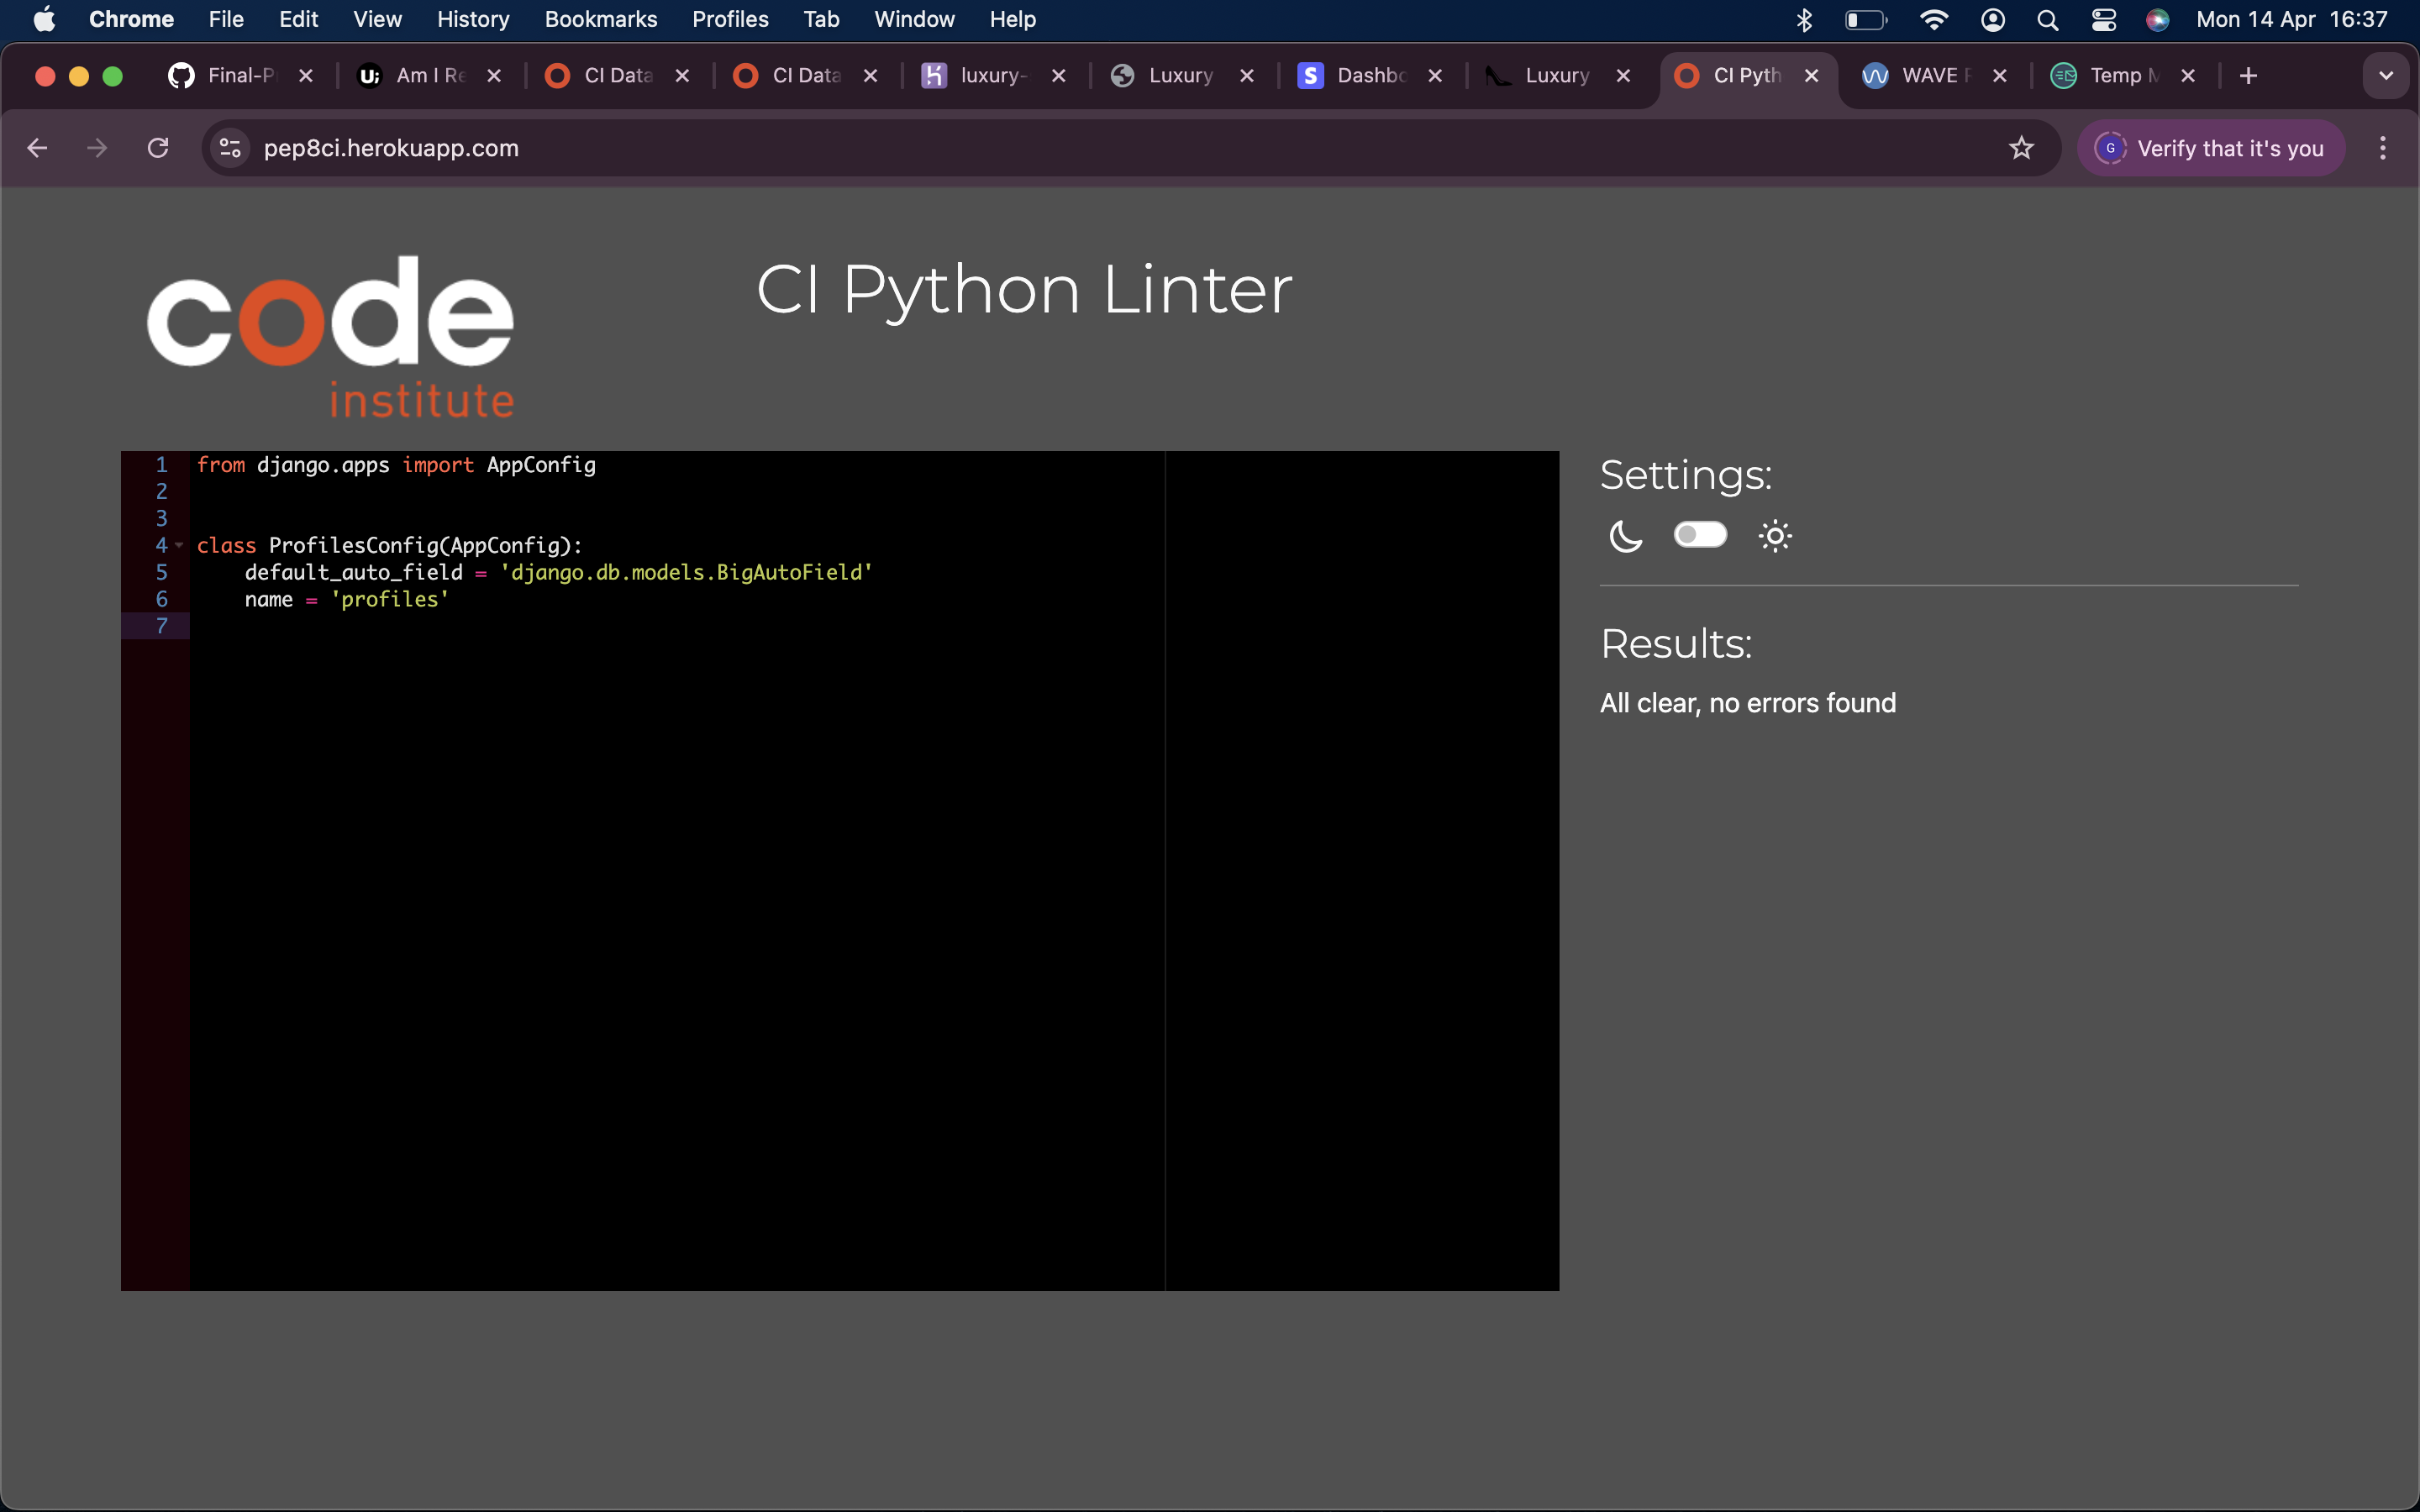 Chrome File Edit View History Bookmarks Profiles Tab Window Help Mon 14 Apr 16:37
Final-P Am I Re CI Data CI Data luxury- Luxury Dashbo Luxury CI Pyth WAVE Temp M
pep8ci.herokuapp.com G Verify that it's you
code
institute
CI Python Linter
1 from django.apps import AppConfig
2
3
4 class ProfilesConfig(AppConfig):
5     default_auto_field = 'django.db.models.BigAutoField'
6     name = 'profiles'
7
Settings:
Results:
All clear, no errors found